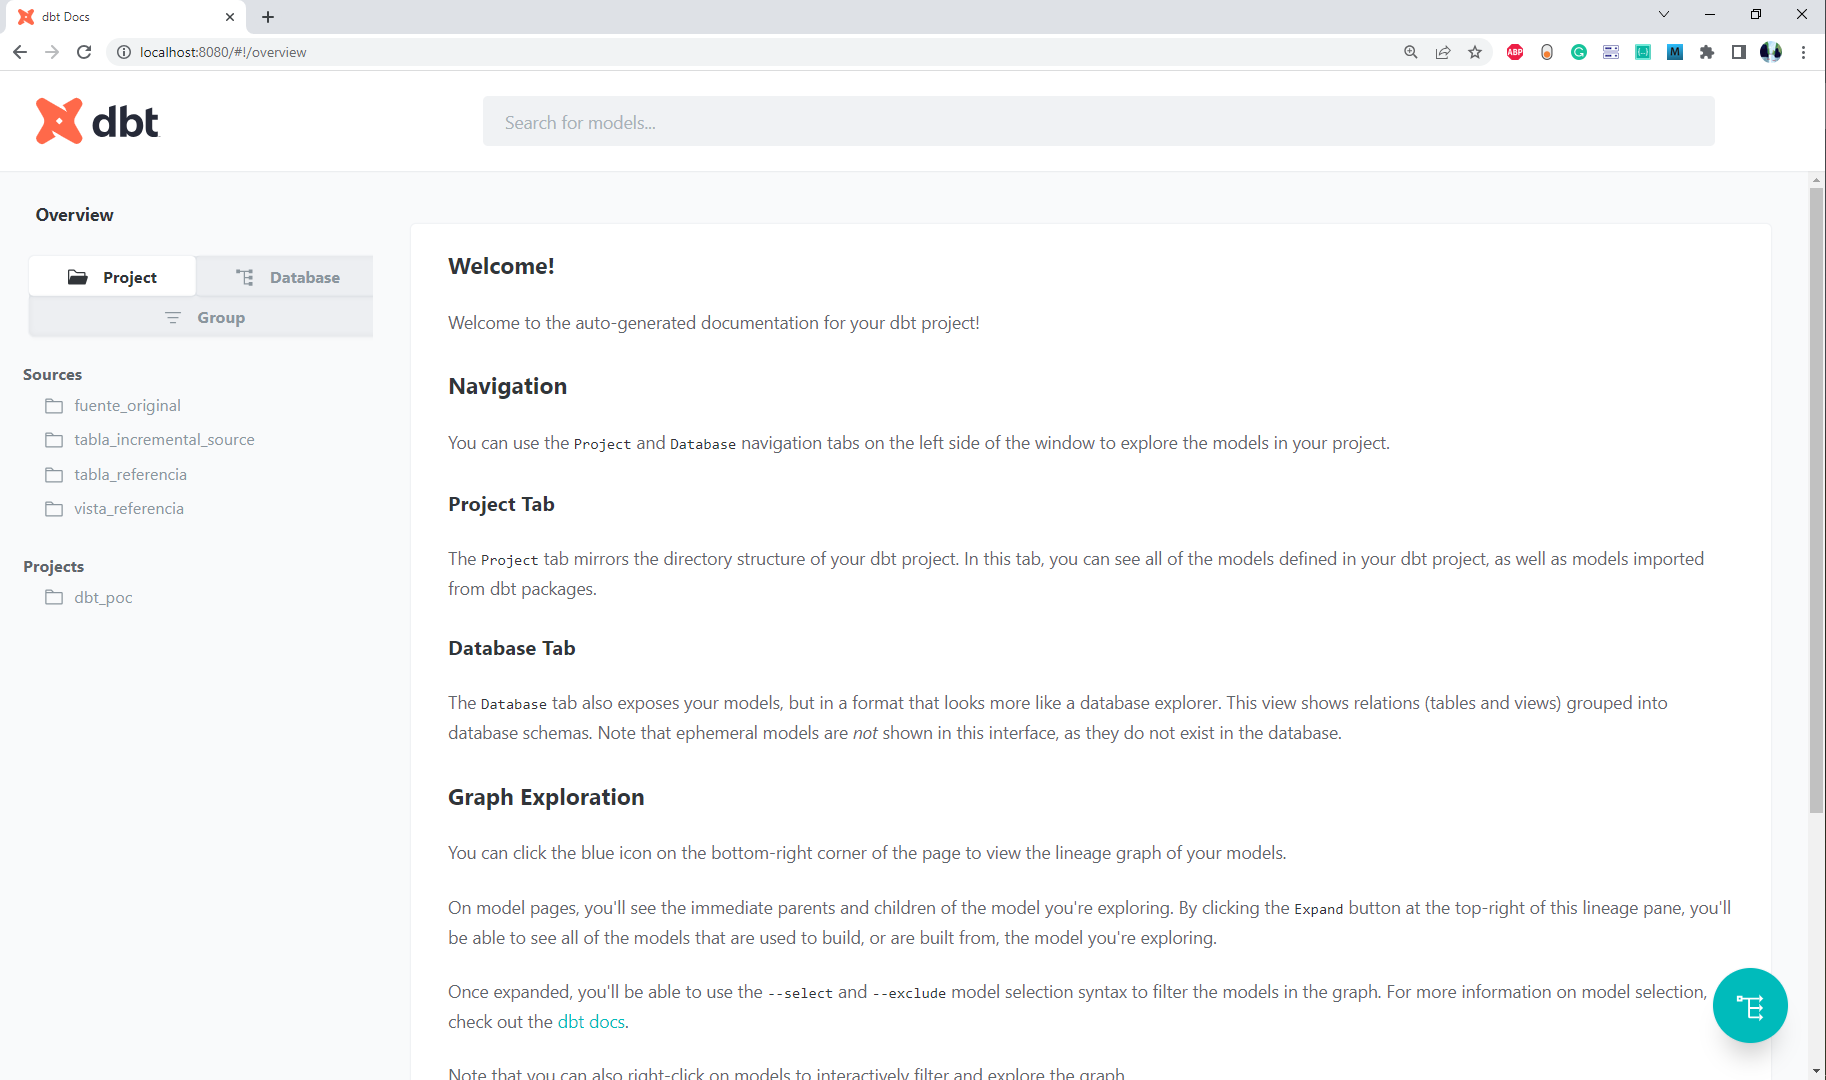 dbt Docs
localhost:8080/#!/overview
ABP
M
dbt
Search for models...
Overview
Project
Database
Group
Sources
fuente_original
tabla_incremental_source
tabla_referencia
vista_referencia
Projects
dbt_poc
Welcome!
Welcome to the auto-generated documentation for your dbt project!
Navigation
You can use the Project and Database navigation tabs on the left side of the window to explore the models in your project.
Project Tab
The Project tab mirrors the directory structure of your dbt project. In this tab, you can see all of the models defined in your dbt project, as well as models imported
from dbt packages.
Database Tab
The Database tab also exposes your models, but in a format that looks more like a database explorer. This view shows relations (tables and views) grouped into
database schemas. Note that ephemeral models are not shown in this interface, as they do not exist in the database.
Graph Exploration
You can click the blue icon on the bottom-right corner of the page to view the lineage graph of your models.
On model pages, you'll see the immediate parents and children of the model you're exploring. By clicking the Expand button at the top-right of this lineage pane, you'll
be able to see all of the models that are used to build, or are built from, the model you're exploring.
Once expanded, you'll be able to use the --select and --exclude model selection syntax to filter the models in the graph. For more information on model selection,
check out the dbt docs.
Note that you can also right-click on models to interactively filter and explore the graph.